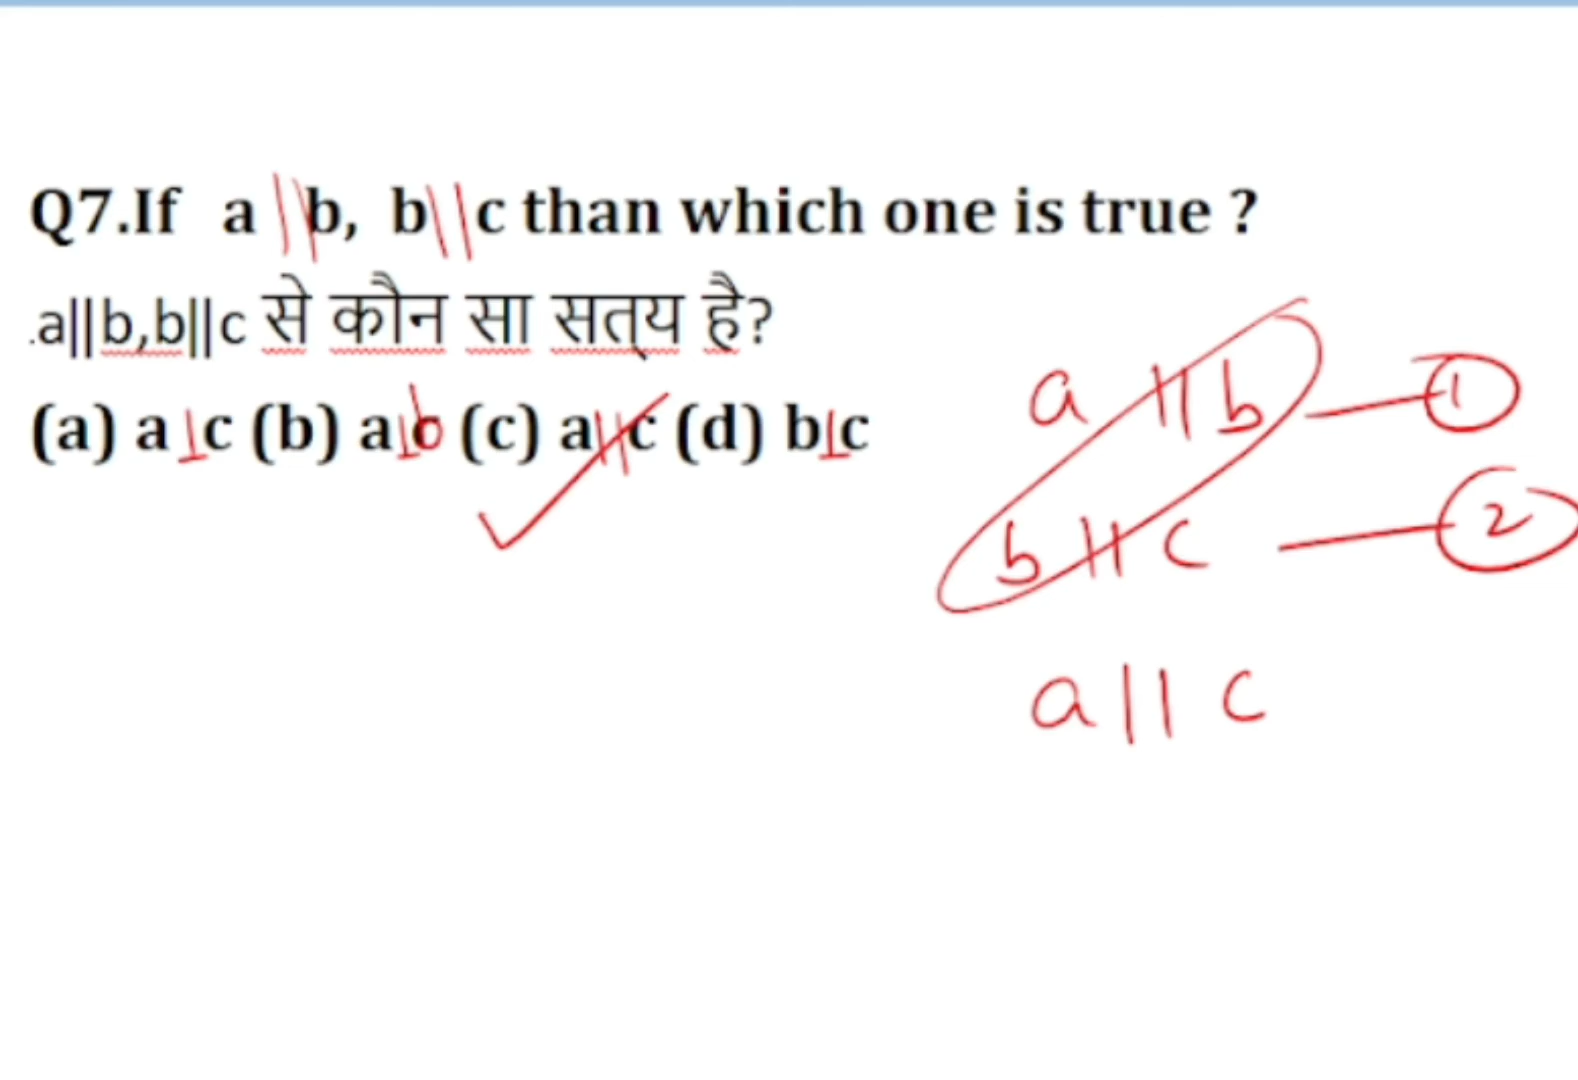 Q7.If a || b, b || c than which one is true ?
.a||b,b||c से कौन सा सत्य है?
(a) a ⊥ c (b) a ⊥ b (c) a || c (d) b ⊥ c
a || b — 1
b || c — 2
a || c